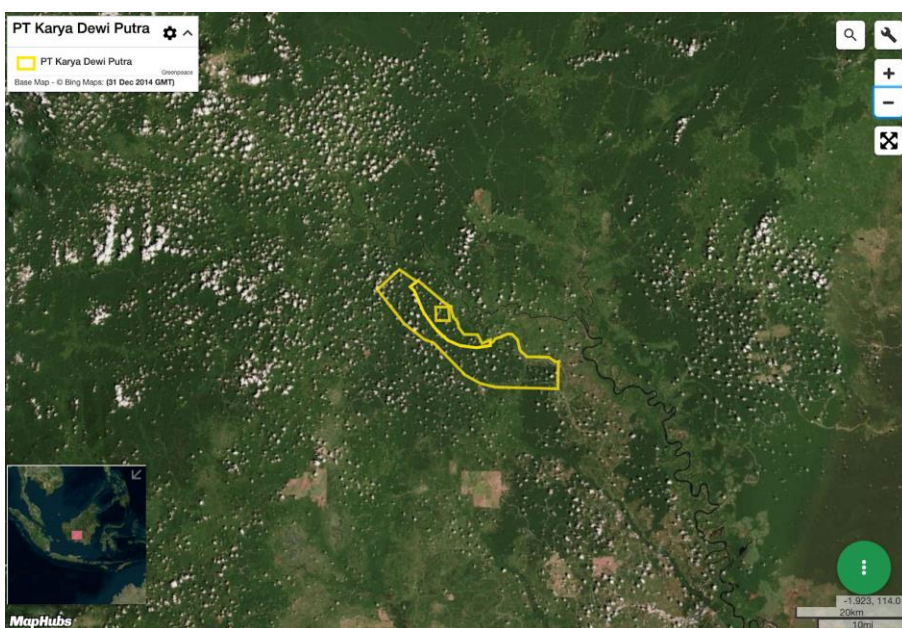 PT Karya Dewi Putra
PT Karya Dewi Putra
Greenpeace
Base Map - © Bing Maps: (31 Dec 2014 GMT)
-1.923, 114.0
20km
10mi
MapHubs